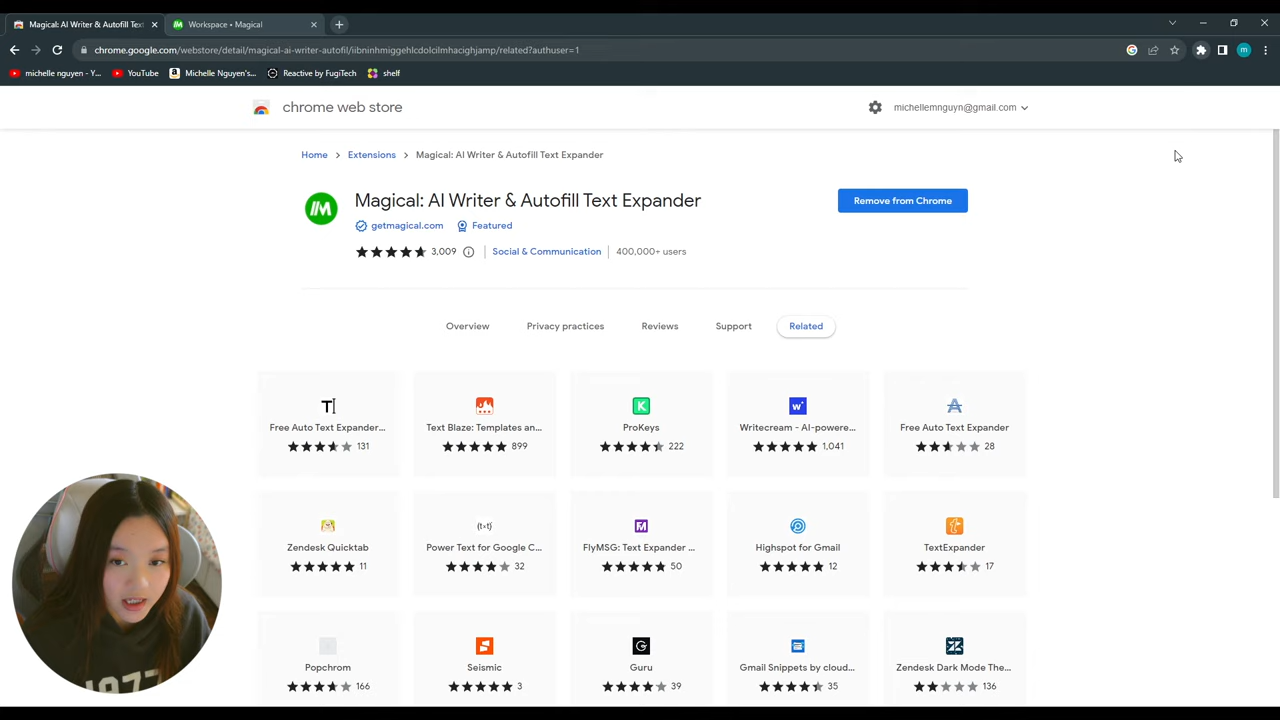 Magical: AI Writer & Autofill Text
Workspace • Magical
chrome.google.com/webstore/detail/magical-ai-writer-autofil/iibninhmiggehlcdolcilmhacighjamp/related?authuser=1
m
michelle nguyen - Y...
YouTube
Michelle Nguyen's...
Reactive by FugiTech
shelf
chrome web store
michellemnguyn@gmail.com
Home
Extensions
Magical: AI Writer & Autofill Text Expander
Magical: AI Writer & Autofill Text Expander
Remove from Chrome
getmagical.com
Featured
3,009
Social & Communication
400,000+ users
Overview
Privacy practices
Reviews
Support
Related
Free Auto Text Expander...
Text Blaze: Templates an...
ProKeys
Writecream - AI-powere...
Free Auto Text Expander
131
899
222
1,041
28
Zendesk Quicktab
Power Text for Google C...
FlyMSG: Text Expander ...
Highspot for Gmail
TextExpander
11
32
50
12
17
Popchrom
Seismic
Guru
Gmail Snippets by cloud...
Zendesk Dark Mode The...
166
3
39
35
136
1977